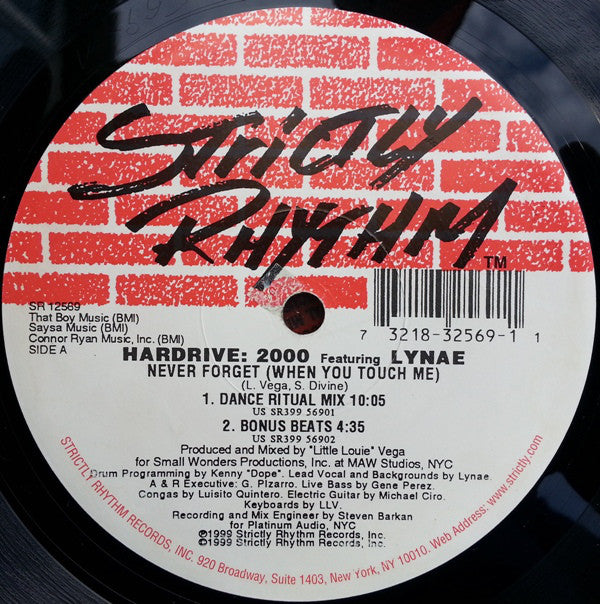 STRICTLY
RHYTHM
TM
SR 12569
That Boy Music (BMI)
Saysa Music (BMI)
Connor Ryan Music, Inc. (BMI)
SIDE A
7 3218-32569-1 1
HARDRIVE: 2000 Featuring LYNAE
NEVER FORGET (WHEN YOU TOUCH ME)
(L. Vega, S. Divine)
1. DANCE RITUAL MIX 10:05
US SR399 56901
2. BONUS BEATS 4:35
US SR399 56902
Produced and Mixed by "Little Louie" Vega
for Small Wonders Productions, Inc. at MAW Studios, NYC
Drum Programming by Kenny "Dope". Lead Vocal and Backgrounds by Lynae.
A & R Executive: G. PIzarro. Live Bass by Gene Perez.
Congas by Luisito Quintero. Electric Guitar by Michael Ciro.
Keyboards by LLV.
Recording and Mix Engineer by Steven Barkan
for Platinum Audio, NYC
℗1999 Strictly Rhythm Records, Inc.
©1999 Strictly Rhythm Records, Inc.
STRICTLY RHYTHM RECORDS, INC. 920 Broadway, Suite 1403, New York, NY 10010. Web Address: www.strictly.com